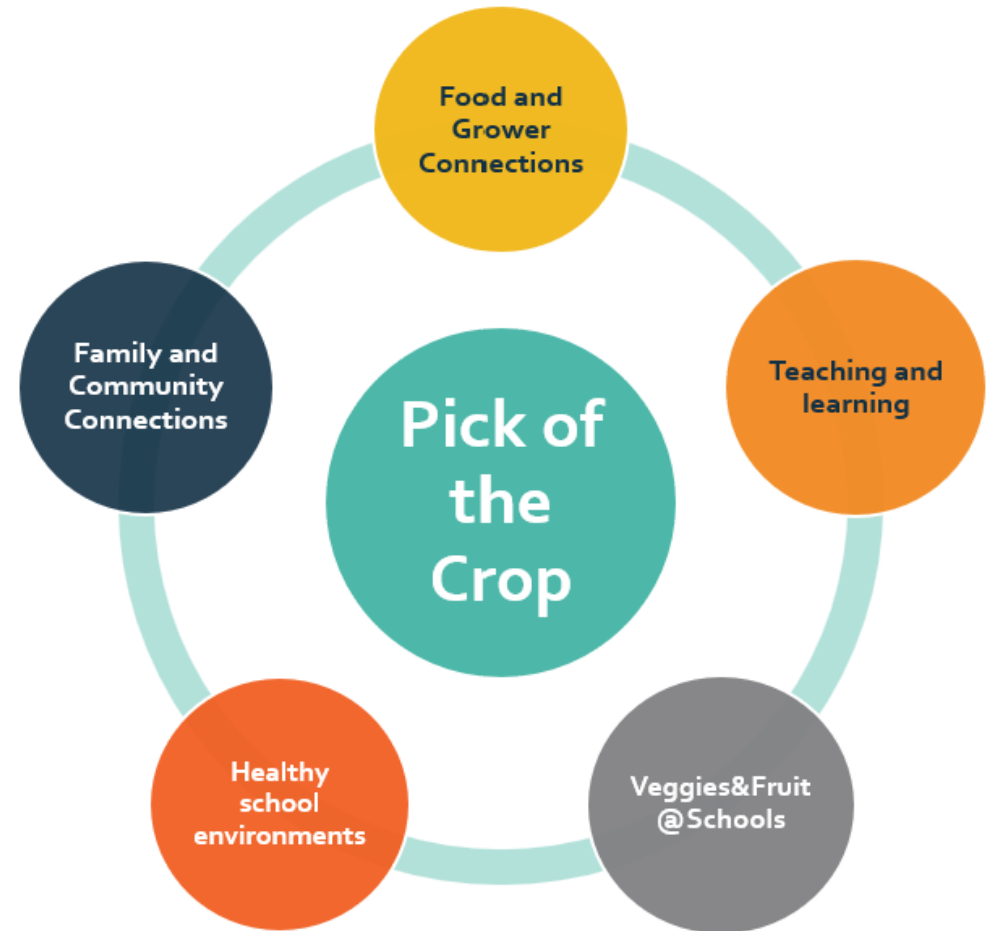 Food and
Grower
Connections
Family and
Community
Connections
Teaching and
learning
Pick of
the
Crop
Healthy
school
environments
Veggies&Fruit
@Schools